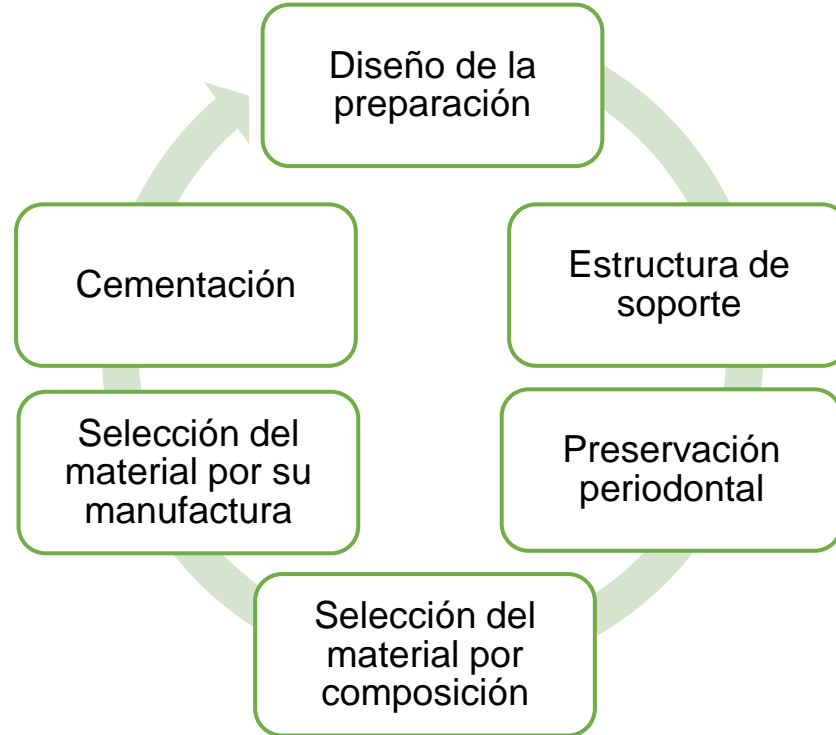 Diseño de la
preparación
Estructura de
soporte
Preservación
periodontal
Selección del
material por
composición
Selección del
material por su
manufactura
Cementación